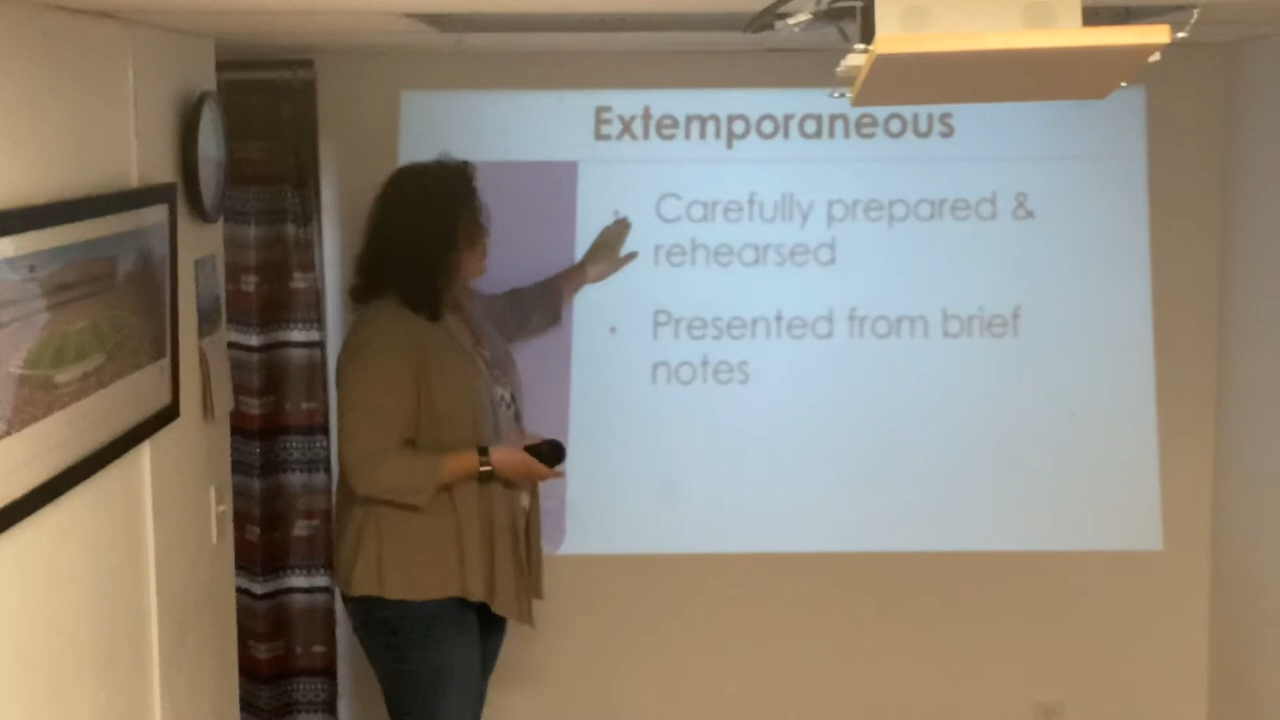 Extemporaneous
Carefully prepared &
rehearsed
Presented from brief
notes